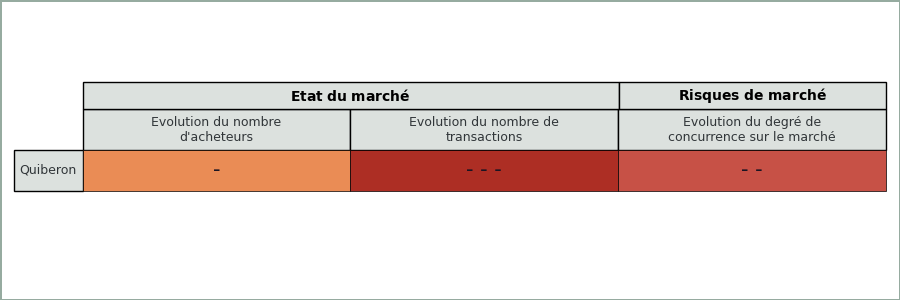 Etat du marché
Risques de marché
Evolution du nombre
d'acheteurs
Evolution du nombre de
transactions
Evolution du degré de
concurrence sur le marché
Quiberon
–
– – –
– –